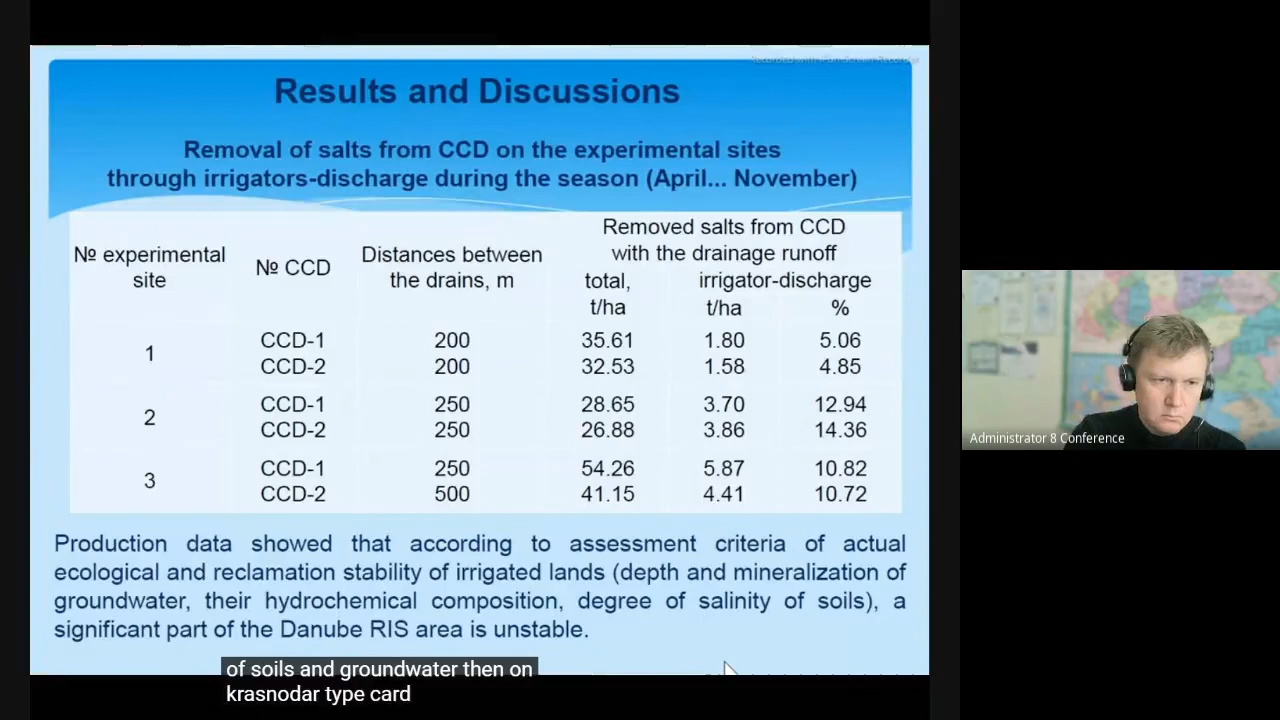 Results and Discussions
Removal of salts from CCD on the experimental sites
through irrigators-discharge during the season (April... November)
№ experimental site № CCD Distances between the drains, m Removed salts from CCD with the drainage runoff
total, t/ha irrigator-discharge t/ha %
1 CCD-1 200 35.61 1.80 5.06
CCD-2 200 32.53 1.58 4.85
2 CCD-1 250 28.65 3.70 12.94
CCD-2 250 26.88 3.86 14.36
3 CCD-1 250 54.26 5.87 10.82
CCD-2 500 41.15 4.41 10.72
Production data showed that according to assessment criteria of actual
ecological and reclamation stability of irrigated lands (depth and mineralization of
groundwater, their hydrochemical composition, degree of salinity of soils), a
significant part of the Danube RIS area is unstable.
of soils and groundwater then on
krasnodar type card
Administrator 8 Conference